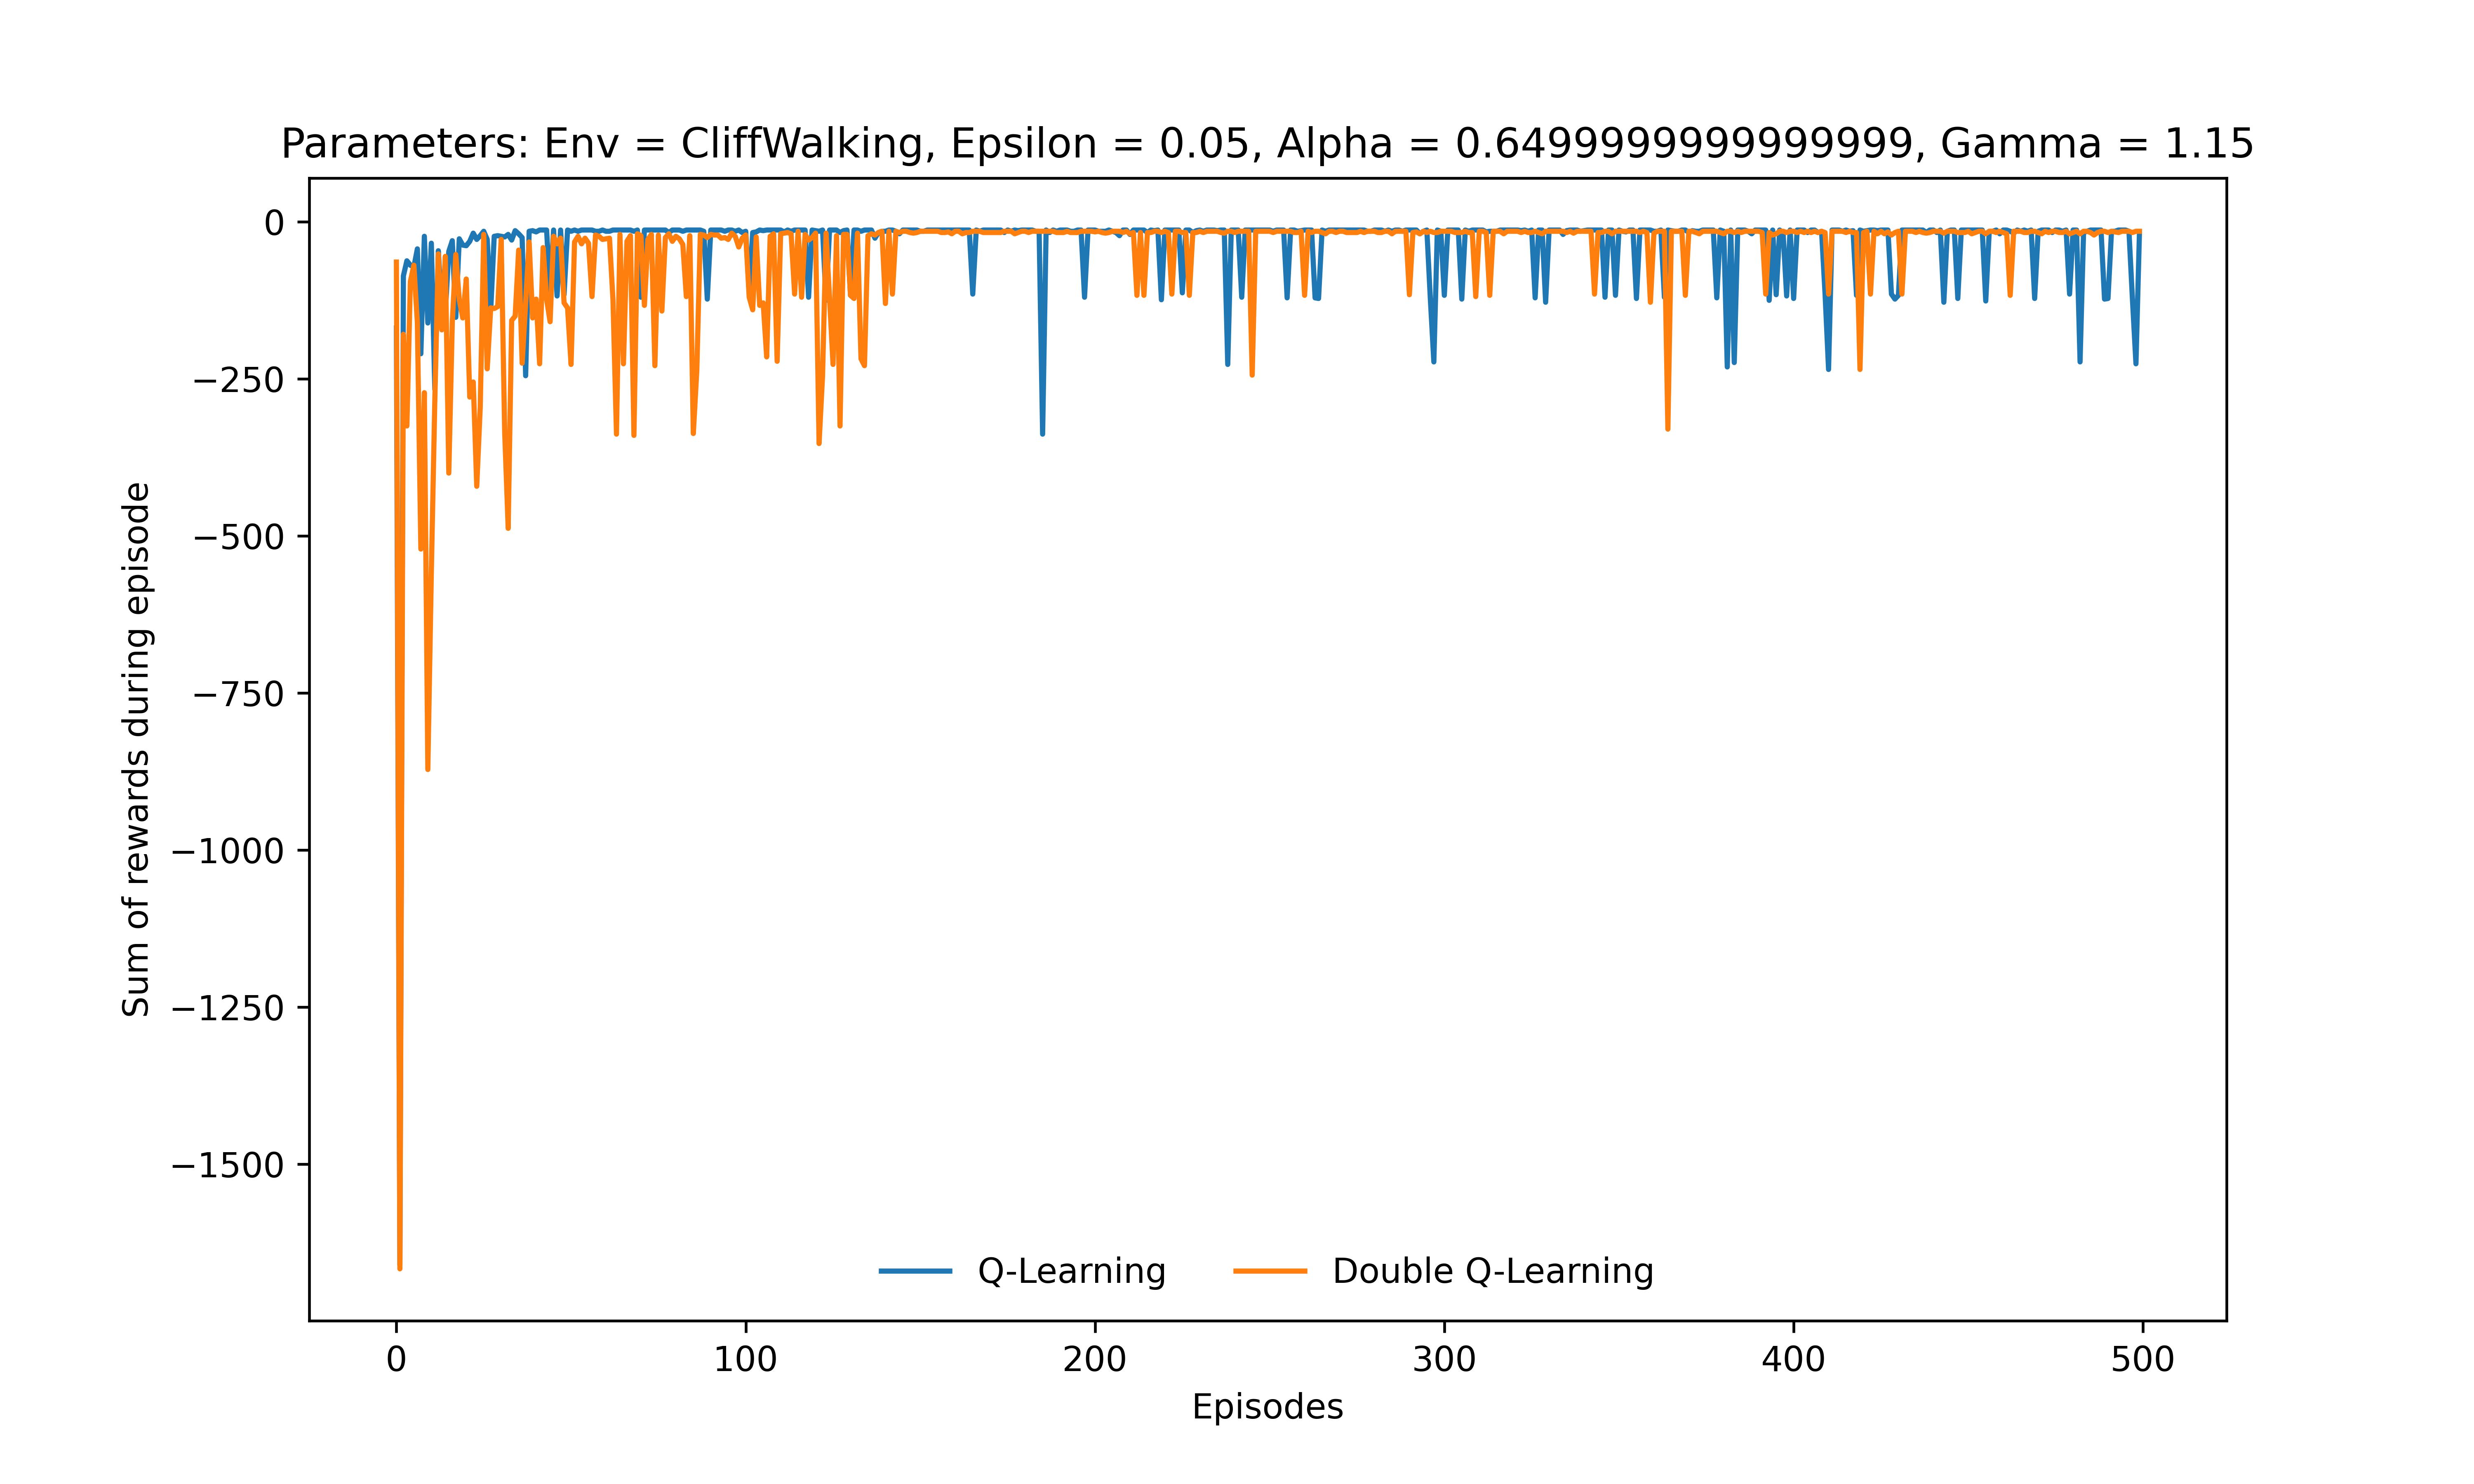 Parameters: Env = CliffWalking, Epsilon = 0.05, Alpha = 0.6499999999999999, Gamma = 1.15
Sum of rewards during episode
0
−250
−500
−750
−1000
−1250
−1500
Q-Learning
Double Q-Learning
0
100
200
300
400
500
Episodes